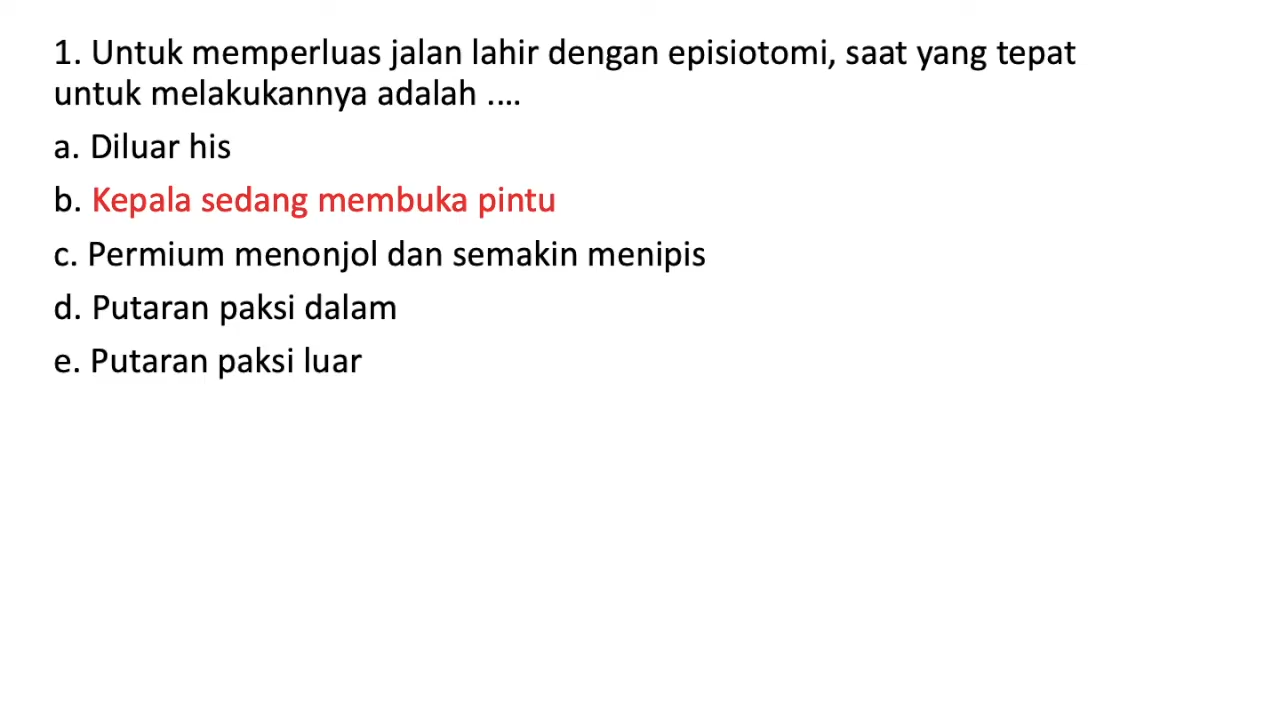 1. Untuk memperluas jalan lahir dengan episiotomi, saat yang tepat
untuk melakukannya adalah ....
a. Diluar his
b. Kepala sedang membuka pintu
c. Permium menonjol dan semakin menipis
d. Putaran paksi dalam
e. Putaran paksi luar